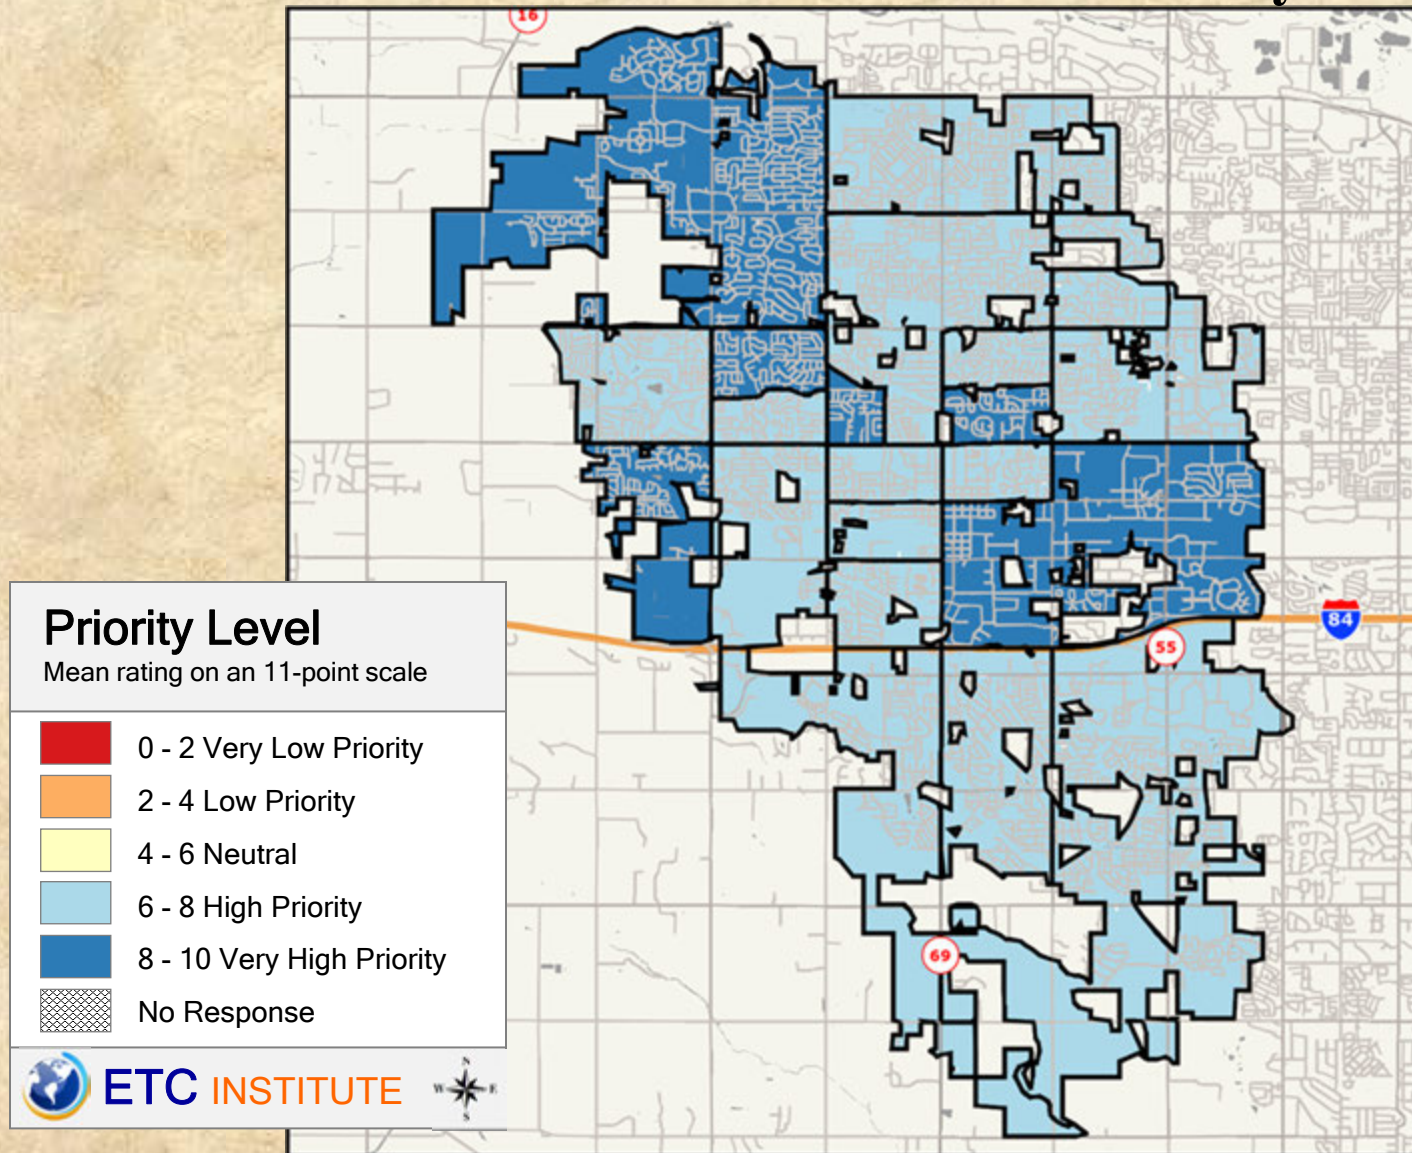 16
Priority Level
Mean rating on an 11-point scale
0 - 2 Very Low Priority
2 - 4 Low Priority
4 - 6 Neutral
6 - 8 High Priority
8 - 10 Very High Priority
No Response
ETC INSTITUTE
N
W E
S
84
55
69